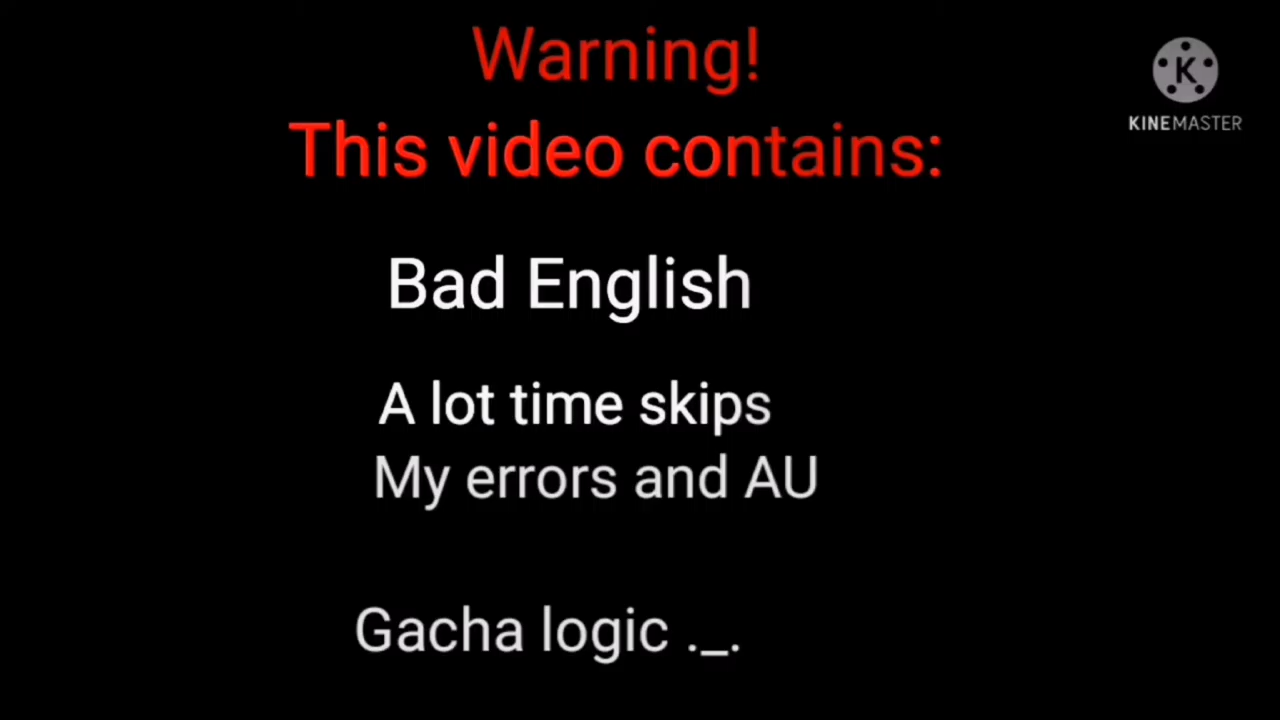 Warning!
This video contains:
K
KINEMASTER
Bad English
A lot time skips
My errors and AU
Gacha logic ._.